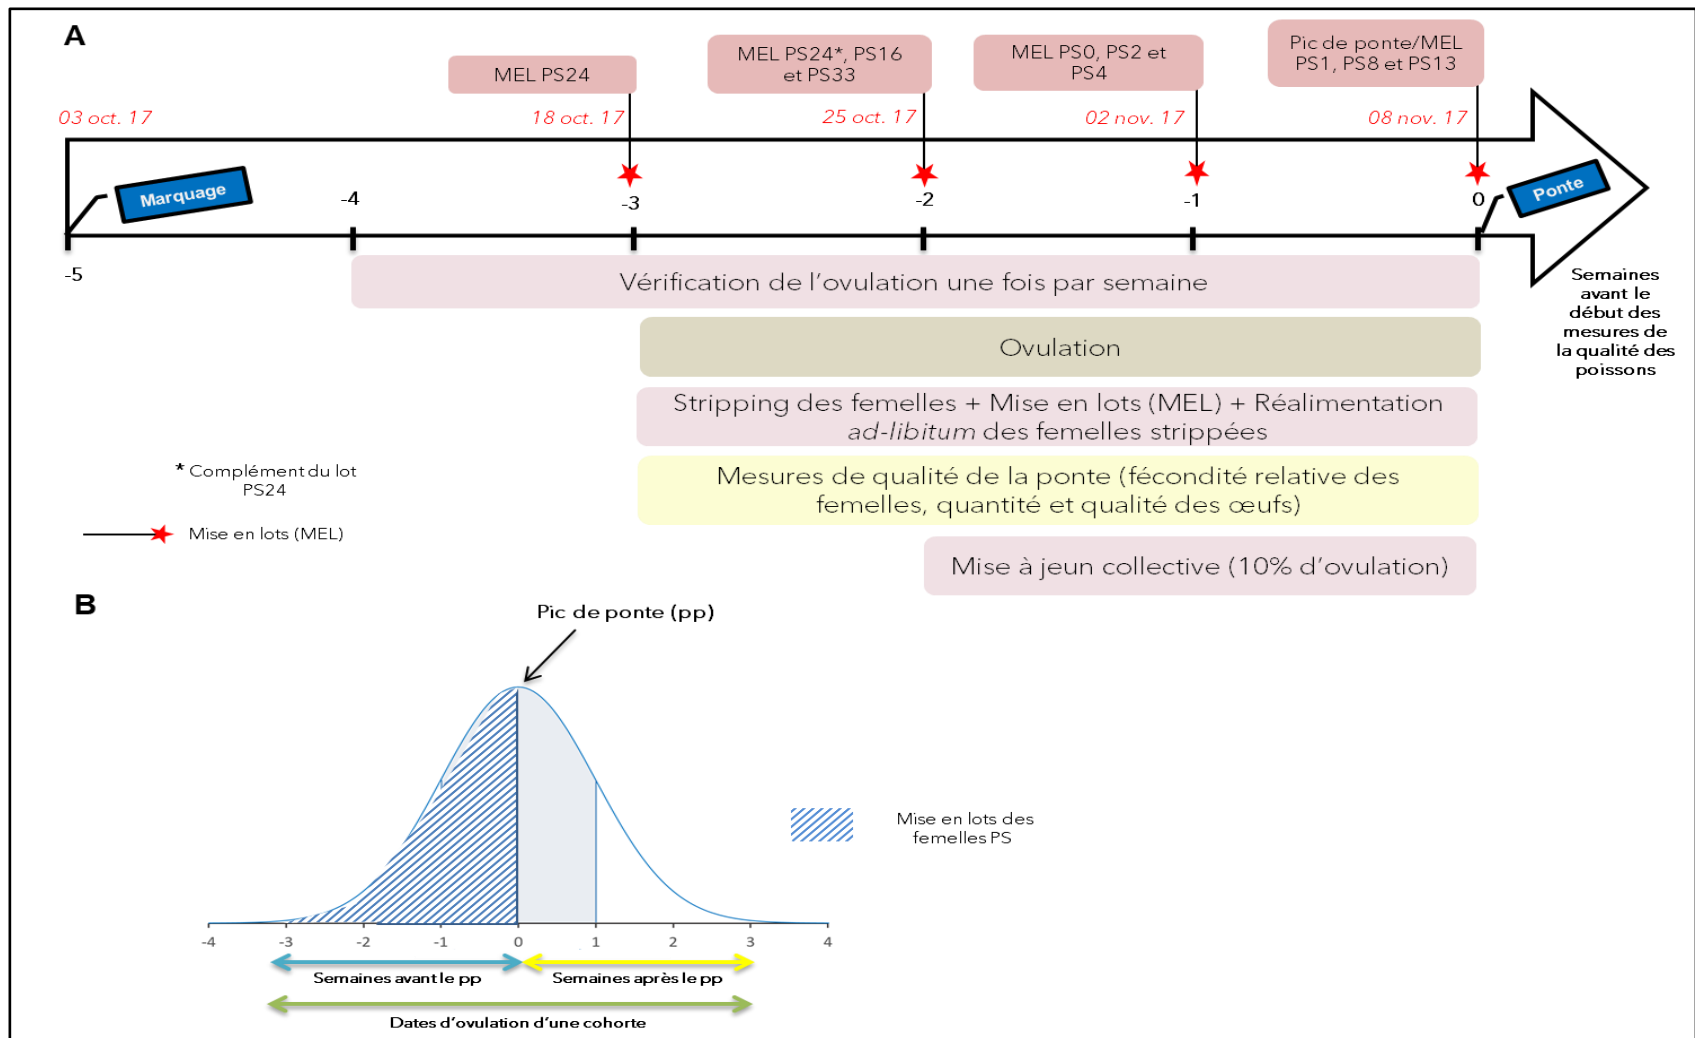 A
MEL PS24
MEL PS24*, PS16
et PS33
MEL PS0, PS2 et
PS4
Pic de ponte/MEL
PS1, PS8 et PS13
03 oct. 17
18 oct. 17
25 oct. 17
02 nov. 17
08 nov. 17
Marquage
-4
-3
-2
-1
0
Ponte
-5
Vérification de l'ovulation une fois par semaine
Semaines
avant le
début des
mesures de
la qualité des
poissons
Ovulation
Stripping des femelles + Mise en lots (MEL) + Réalimentation
ad-libitum des femelles strippées
* Complément du lot
PS24
Mesures de qualité de la ponte (fécondité relative des
femelles, quantité et qualité des œufs)
Mise en lots (MEL)
Mise à jeun collective (10% d'ovulation)
B
Pic de ponte (pp)
Mise en lots des
femelles PS
-4 -3 -2 -1 0 1 2 3 4
Semaines avant le pp
Semaines après le pp
Dates d'ovulation d'une cohorte